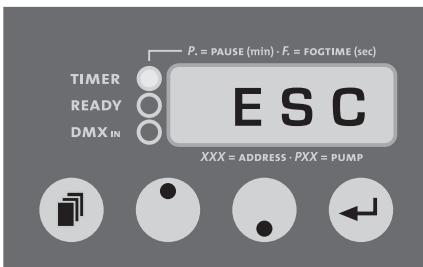 P. = PAUSE (min) · F. = FOGTIME (sec)
TIMER
READY
DMX IN
ESC
XXX = ADDRESS · PXX = PUMP